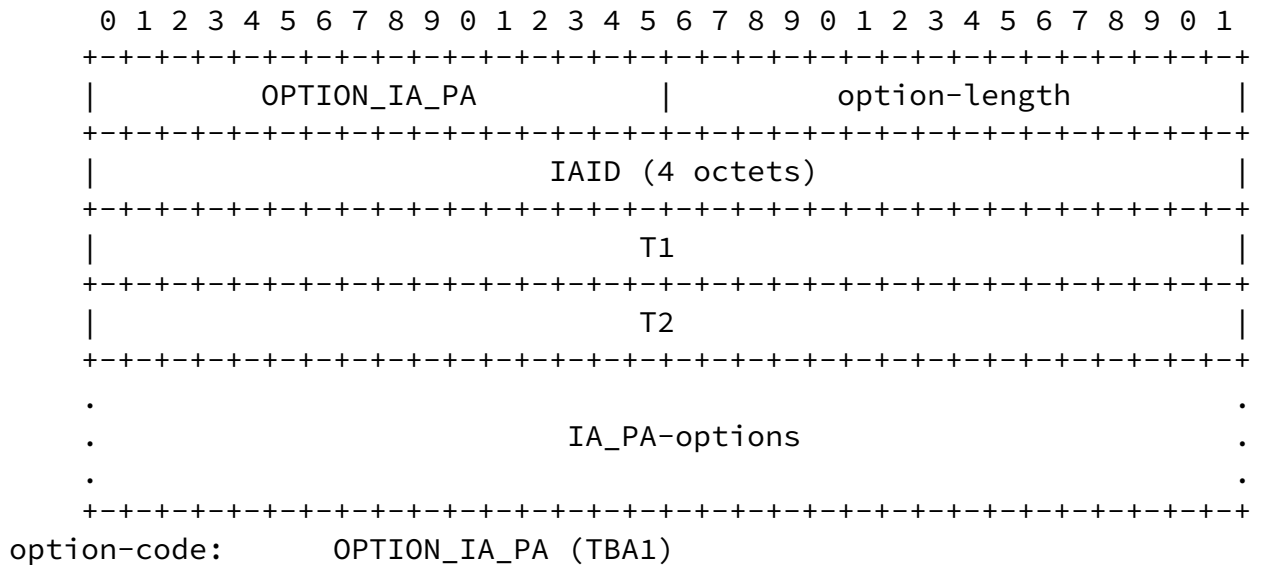 0 1 2 3 4 5 6 7 8 9 0 1 2 3 4 5 6 7 8 9 0 1 2 3 4 5 6 7 8 9 0 1
+-+-+-+-+-+-+-+-+-+-+-+-+-+-+-+-+-+-+-+-+-+-+-+-+-+-+-+-+-+-+-+-+
|         OPTION_IA_PA          |         option-length         |
+-+-+-+-+-+-+-+-+-+-+-+-+-+-+-+-+-+-+-+-+-+-+-+-+-+-+-+-+-+-+-+-+
|                         IAID (4 octets)                       |
+-+-+-+-+-+-+-+-+-+-+-+-+-+-+-+-+-+-+-+-+-+-+-+-+-+-+-+-+-+-+-+-+
|                              T1                               |
+-+-+-+-+-+-+-+-+-+-+-+-+-+-+-+-+-+-+-+-+-+-+-+-+-+-+-+-+-+-+-+-+
|                              T2                               |
+-+-+-+-+-+-+-+-+-+-+-+-+-+-+-+-+-+-+-+-+-+-+-+-+-+-+-+-+-+-+-+-+
.                                                               .
.                          IA_PA-options                        .
.                                                               .
+-+-+-+-+-+-+-+-+-+-+-+-+-+-+-+-+-+-+-+-+-+-+-+-+-+-+-+-+-+-+-+-+
option-code:      OPTION_IA_PA (TBA1)